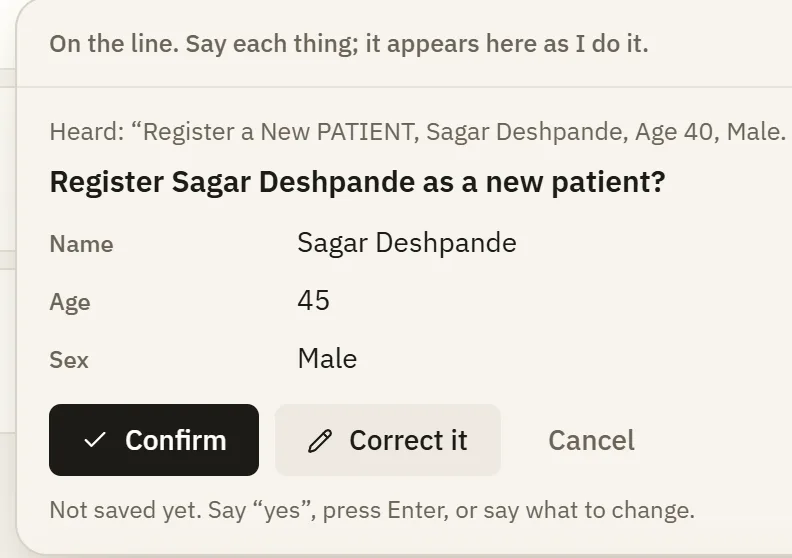 On the line. Say each thing; it appears here as I do it.
Heard: “Register a New PATIENT, Sagar Deshpande, Age 40, Male.
Register Sagar Deshpande as a new patient?
Name Sagar Deshpande
Age 45
Sex Male
Confirm Correct it Cancel
Not saved yet. Say “yes”, press Enter, or say what to change.